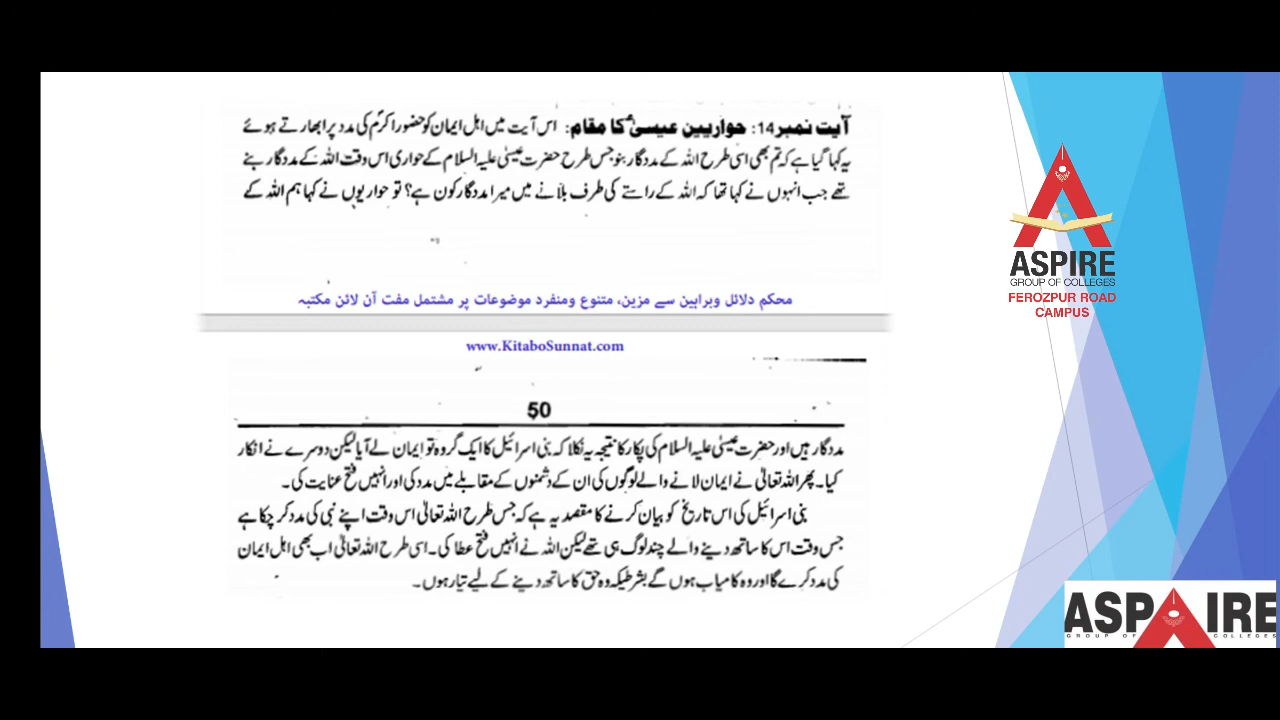 آیت نمبر 14: حواریین عیسیٰؑ کا مقام: اس آیت میں اہل ایمان کو حضور اکرمؐ کی مدد پر ابھارتے ہوئے
یہ کہا گیا ہے کہ تم بھی اسی طرح اللہ کے مددگار بنو جس طرح حضرت عیسیٰ علیہ السلام کے حواری اس وقت اللہ کے مددگار بنے
تھے جب انہوں نے کہا تھا کہ اللہ کے راستے کی طرف بلانے میں میرا مددگار کون ہے؟ تو حواریوں نے کہا ہم اللہ کے
محکم دلائل وبراہین سے مزین، متنوع ومنفرد موضوعات پر مشتمل مفت آن لائن مکتبہ
www.KitaboSunnat.com
50
مددگار ہیں اور حضرت عیسیٰ علیہ السلام کی پکار کا نتیجہ یہ نکلا کہ بنی اسرائیل کا ایک گروہ تو ایمان لے آیا لیکن دوسرے نے انکار
کیا۔ پھر اللہ تعالیٰ نے ایمان لانے والے لوگوں کی ان کے دشمنوں کے مقابلے میں مدد کی اور انہیں فتح عنایت کی۔
بنی اسرائیل کی اس تاریخ کو بیان کرنے کا مقصد یہ ہے کہ جس طرح اللہ تعالیٰ اس وقت اپنے نبی کی مدد کر چکا ہے
جس وقت اس کا ساتھ دینے والے چند لوگ ہی تھے لیکن اللہ نے انہیں فتح عطا کی۔ اسی طرح اللہ تعالیٰ اب بھی اہل ایمان
کی مدد کرے گا اور وہ کامیاب ہوں گے بشرطیکہ وہ حق کا ساتھ دینے کے لیے تیار ہوں۔
ASPIRE
GROUP OF COLLEGES
FEROZPUR ROAD
CAMPUS
ASPAIRE
GROUP OF COLLEGES